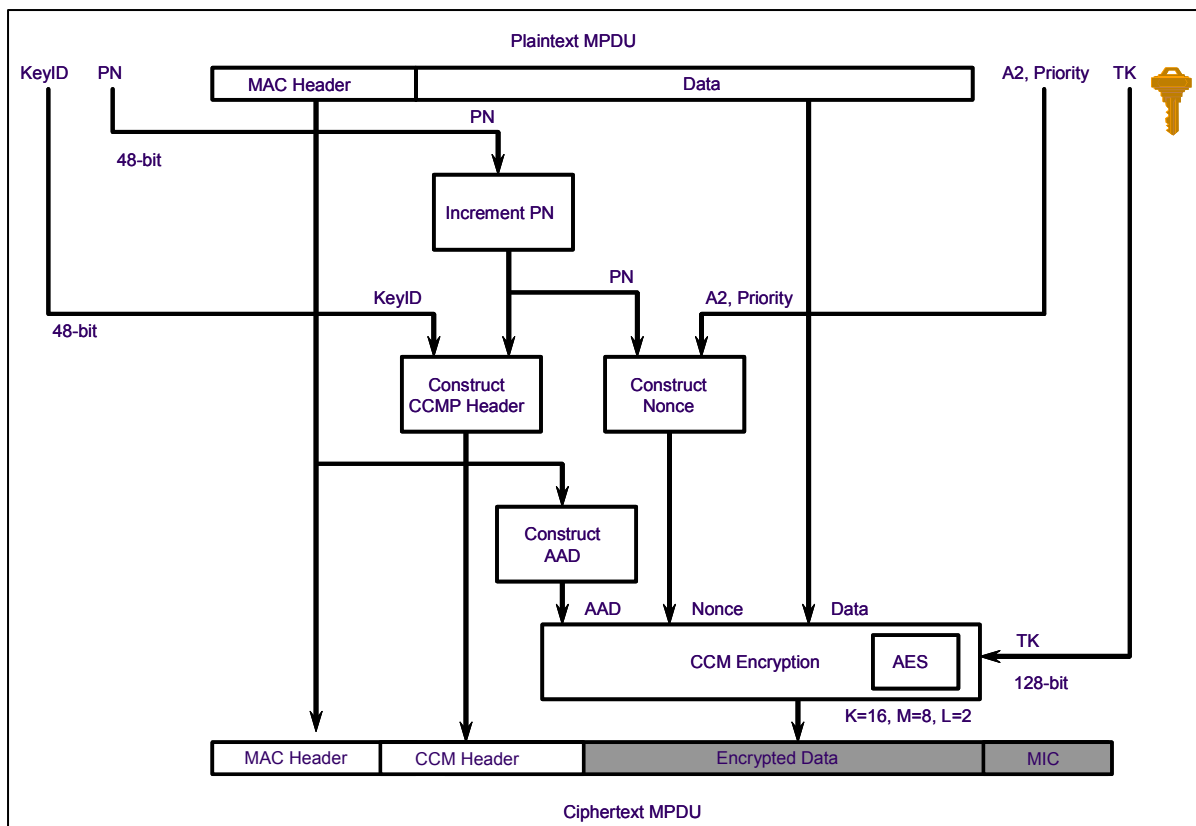 Plaintext MPDU
KeyID
PN
A2, Priority
TK
MAC Header
Data
PN
48-bit
Increment PN
PN
KeyID
A2, Priority
48-bit
Construct
CCMP Header
Construct
Nonce
Construct
AAD
AAD
Nonce
Data
CCM Encryption
AES
TK
128-bit
K=16, M=8, L=2
MAC Header
CCM Header
Encrypted Data
MIC
Ciphertext MPDU